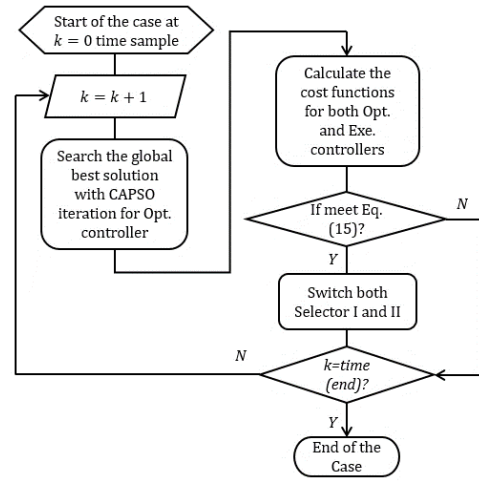 Start of the case at
k = 0 time sample
k = k + 1
Search the global
best solution
with CAPSO
iteration for Opt.
controller
Calculate the
cost functions
for both Opt.
and Exe.
controllers
If meet Eq.
(15)?
N
Y
Switch both
Selector I and II
k=time
(end)?
N
Y
End of the
Case